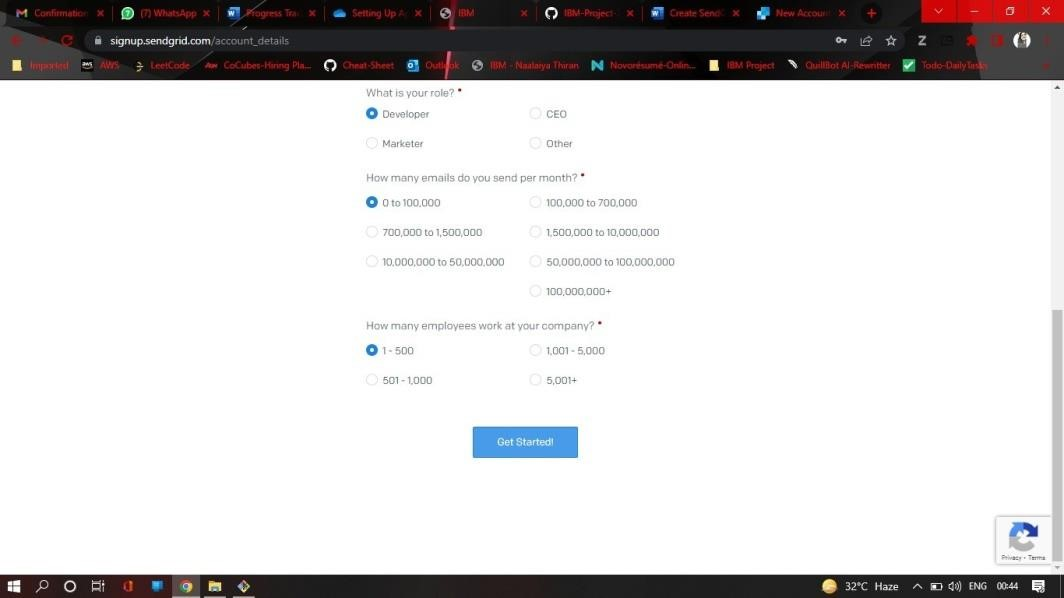 Confirmation
(7) WhatsApp
Progress Tra
Setting Up A
IBM
IBM-Project-
Create Send
New Account
signup.sendgrid.com/account_details
Imported
aws AWS
LeetCode
CoCubes-Hiring Pla...
Cheat-Sheet
Outlook
IBM - Naalaiya Thiran
Novorésumé-Onlin...
IBM Project
QuillBot AI-Rewritter
Todo-DailyTasks
What is your role? *
Developer
CEO
Marketer
Other
How many emails do you send per month? *
0 to 100,000
100,000 to 700,000
700,000 to 1,500,000
1,500,000 to 10,000,000
10,000,000 to 50,000,000
50,000,000 to 100,000,000
100,000,000+
How many employees work at your company? *
1 - 500
1,001 - 5,000
501 - 1,000
5,001+
Get Started!
Privacy - Terms
32°C Haze
ENG
00:44